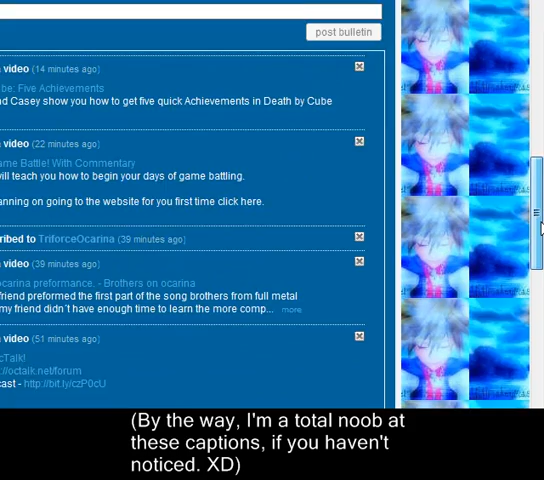 post bulletin
video (14 minutes ago)
be: Five Achievements
nd Casey show you how to get five quick Achievements in Death by Cube
video (22 minutes ago)
ame Battle! With Commentary
will teach you how to begin your days of game battling.
anning on going to the website for you first time click here.
ribed to TriforceOcarina (39 minutes ago)
video (39 minutes ago)
ocarina preformance. - Brothers on ocarina
friend preformed the first part of the song brothers from full metal
my friend didn´t have enough time to learn the more comp... more
video (51 minutes ago)
cTalk!
://octalk.net/forum
cast - http://bit.ly/czP0cU
(By the way, I'm a total noob at
these captions, if you haven't
noticed. XD)